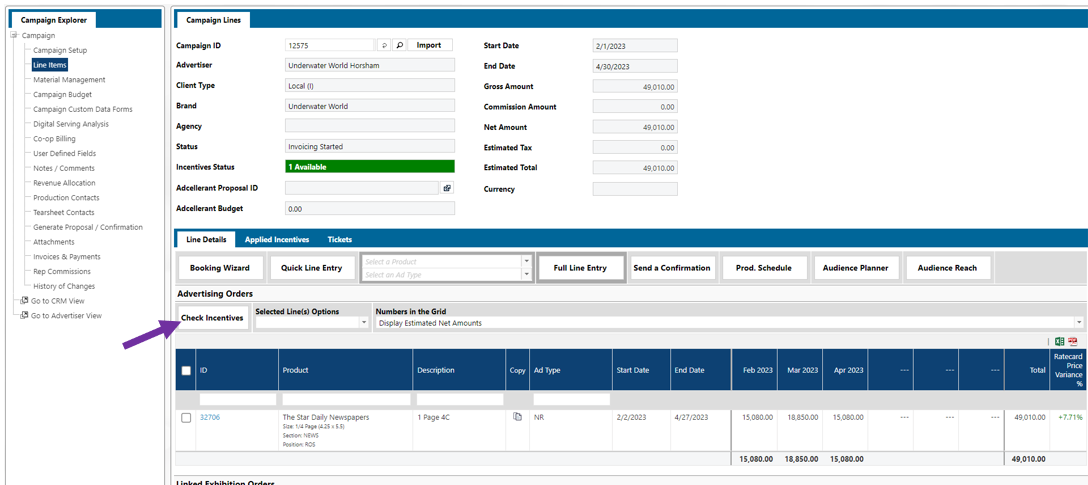 Campaign Explorer
Campaign
Campaign Setup
Line Items
Material Management
Campaign Budget
Campaign Custom Data Forms
Digital Serving Analysis
Co-op Billing
User Defined Fields
Notes / Comments
Revenue Allocation
Production Contacts
Tearsheet Contacts
Generate Proposal / Confirmation
Attachments
Invoices & Payments
Rep Commissions
History of Changes
Go to CRM View
Go to Advertiser View
Campaign Lines
Campaign ID 12575 Import Start Date 2/1/2023
Advertiser Underwater World Horsham End Date 4/30/2023
Client Type Local (I) Gross Amount 49,010.00
Brand Underwater World Commission Amount 0.00
Agency Net Amount 49,010.00
Status Invoicing Started Estimated Tax 0.00
Incentives Status 1 Available Estimated Total 49,010.00
Adcellerant Proposal ID Currency
Adcellerant Budget 0.00
Line Details Applied Incentives Tickets
Select a Product
Booking Wizard Quick Line Entry Full Line Entry Send a Confirmation Prod. Schedule Audience Planner Audience Reach
Select an Ad Type
Advertising Orders
Check Incentives Selected Line(s) Options Numbers in the Grid
Display Estimated Net Amounts
ID Product Description Copy Ad Type Start Date End Date Feb 2023 Mar 2023 Apr 2023 --- --- --- Total Ratecard Price Variance %
32706 The Star Daily Newspapers 1 Page 4C NR 2/2/2023 4/27/2023 15,080.00 18,850.00 15,080.00 --- --- --- 49,010.00 +7.71%
Size: 1/4 Page (4.25 x 5.5)
Section: NEWS
Position: ROS
15,080.00 18,850.00 15,080.00 49,010.00
Linked Exhibition Orders